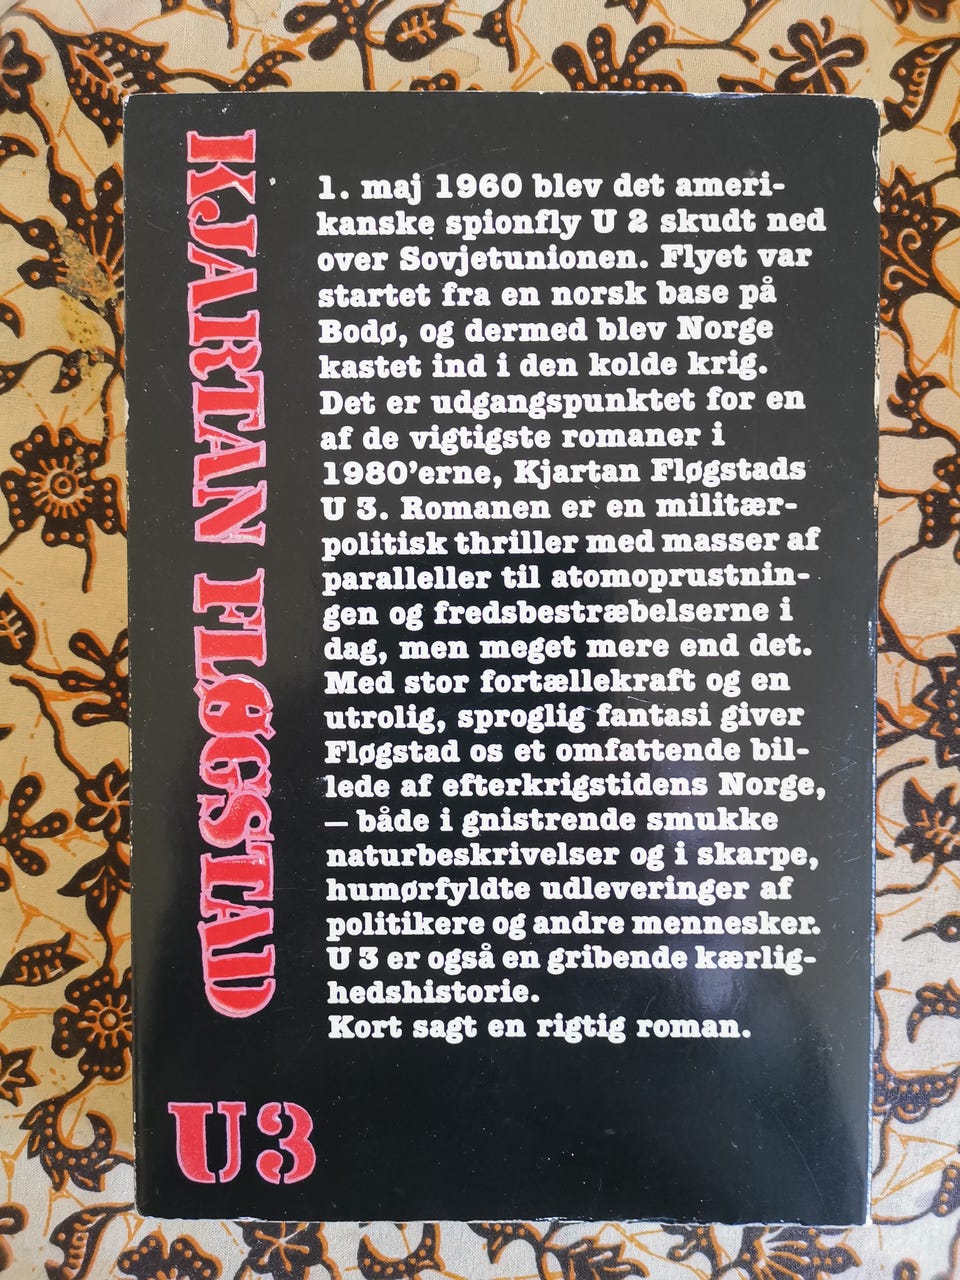 KJARTAN FLØGSTAD
1. maj 1960 blev det ameri-
kanske spionfly U 2 skudt ned
over Sovjetunionen. Flyet var
startet fra en norsk base på
Bodø, og dermed blev Norge
kastet ind i den kolde krig.
Det er udgangspunktet for en
af de vigtigste romaner i
1980'erne, Kjartan Fløgstads
U 3. Romanen er en militær-
politisk thriller med masser af
paralleller til atomoprustnin-
gen og fredsbestræbelserne i
dag, men meget mere end det.
Med stor fortællekraft og en
utrolig, sproglig fantasi giver
Fløgstad os et omfattende bil-
lede af efterkrigstidens Norge,
– både i gnistrende smukke
naturbeskrivelser og i skarpe,
humørfyldte udleveringer af
politikere og andre mennesker.
U 3 er også en gribende kærlig-
hedshistorie.
Kort sagt en rigtig roman.
U3